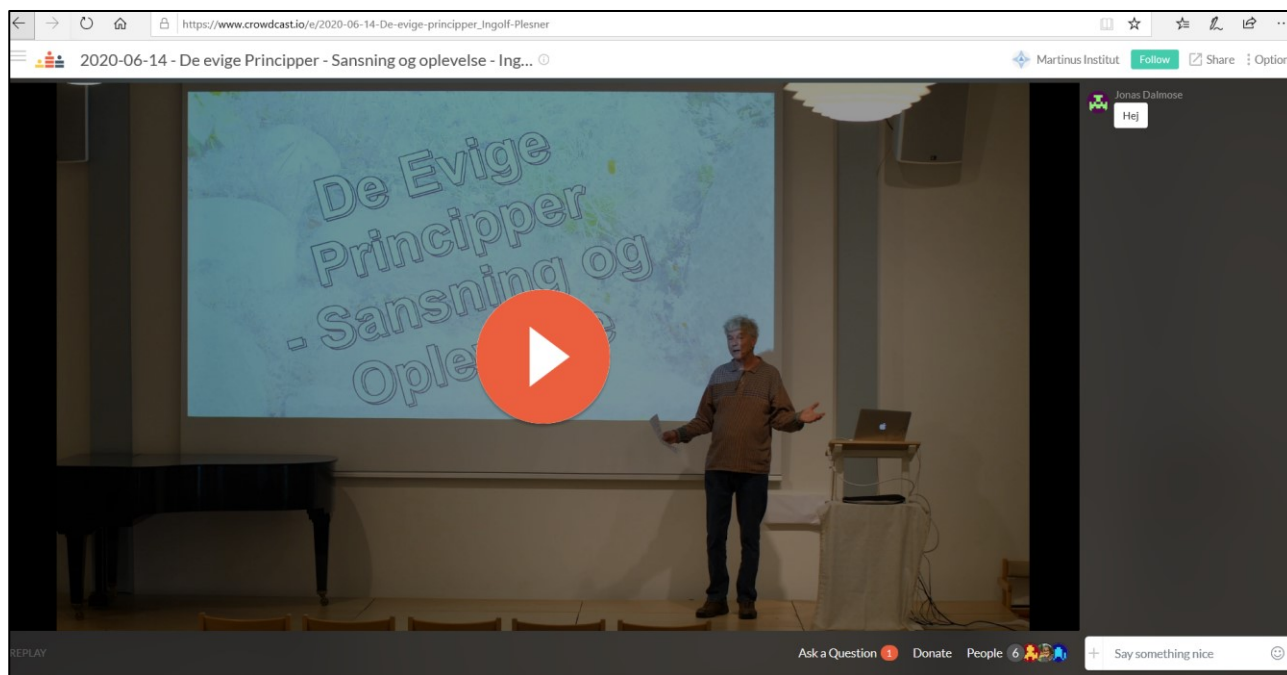 https://www.crowdcast.io/e/2020-06-14-De-evige-principper_Ingolf-Plesner
2020-06-14 - De evige Principper - Sansning og oplevelse - Ing...
Martinus Institut
Follow
Share
Option
Jonas Dalmose
Hej
De Evige
Principper
- Sansning og
Ople
REPLAY
Ask a Question 1
Donate
People 6
Say something nice